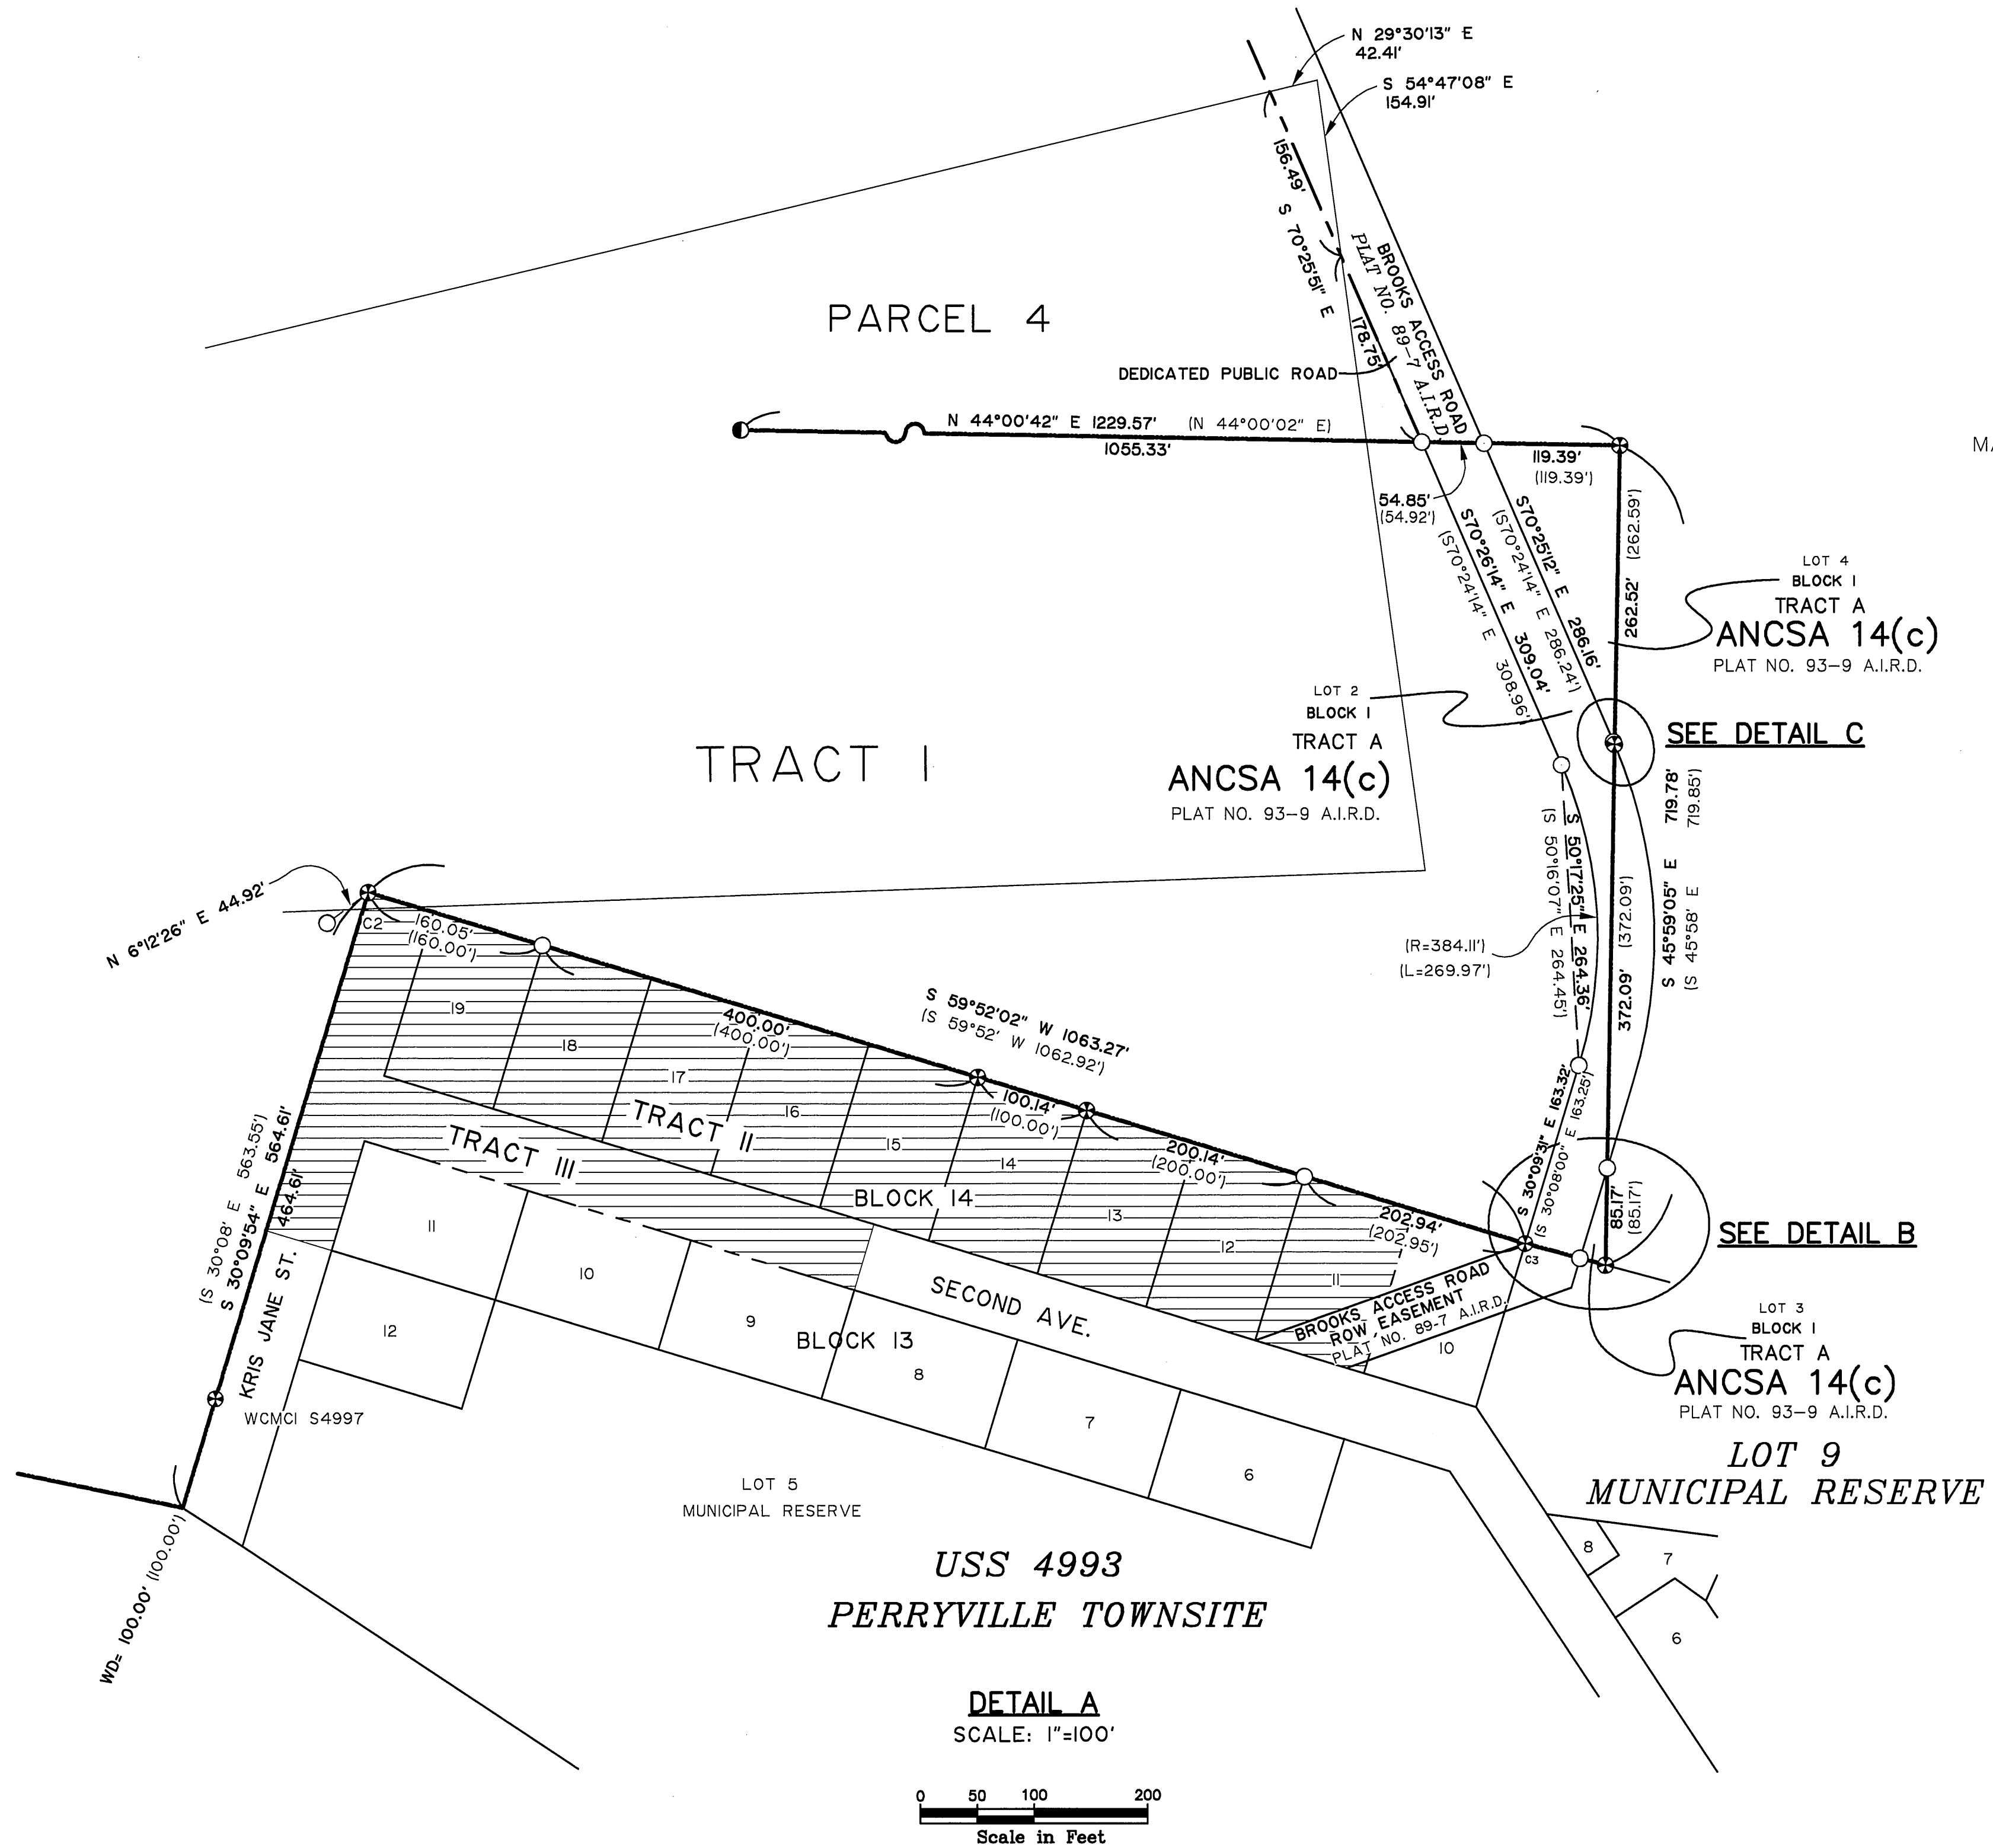 N 29°30'13" E
42.41'
S 54°47'08" E
154.91'
156.49' S 70°25'51" E
178.75'
BROOKS ACCESS ROAD
PLAT NO. 89-7 A.I.R.D.
PARCEL 4
DEDICATED PUBLIC ROAD
N 44°00'42" E 1229.57' (N 44°00'02" E)
1055.33'
119.39'
(119.39')
54.85'
(54.92')
S70°25'12" E 286.16'
(S70°24'14" E 286.24')
S70°26'14" E 309.04'
(S70°24'14" E 308.96')
262.52' (262.59')
MA
LOT 4
BLOCK 1
TRACT A
ANCSA 14(c)
PLAT NO. 93-9 A.I.R.D.
LOT 2
BLOCK 1
TRACT A
ANCSA 14(c)
PLAT NO. 93-9 A.I.R.D.
TRACT I
SEE DETAIL C
S 45°59'05" E 719.78'
(S 45°58' E 719.85')
S 50°17'25" E 264.36'
(S 50°16'07" E 264.45')
(R=384.11')
(L=269.97')
372.09' (372.09')
N 6°12'26" E 44.92'
C2
160.05'
(160.00')
400.00'
(400.00')
S 59°52'02" W 1063.27'
(S 59°52' W 1062.92')
100.14'
(100.00')
200.14'
(200.00')
202.94'
(202.95')
S 30°09'31" E 163.32'
(S 30°08'00" E 163.25')
85.17'
(85.17')
C3
SEE DETAIL B
19
18
17
16
15
14
13
12
11
TRACT II
TRACT III
BLOCK 14
(S 30°08' E 563.55')
S 30°09'54" E 564.61'
464.61'
KRIS JANE ST.
11
10
9
8
7
6
12
BLOCK 13
SECOND AVE.
BROOKS ACCESS ROAD
ROW EASEMENT
PLAT NO. 89-7 A.I.R.D.
10
LOT 3
BLOCK 1
TRACT A
ANCSA 14(c)
PLAT NO. 93-9 A.I.R.D.
WCMC1 S4997
LOT 5
MUNICIPAL RESERVE
LOT 9
MUNICIPAL RESERVE
8
7
6
WD= 100.00' (100.00')
USS 4993
PERRYVILLE TOWNSITE
DETAIL A
SCALE: 1"=100'
0 50 100 200
Scale in Feet